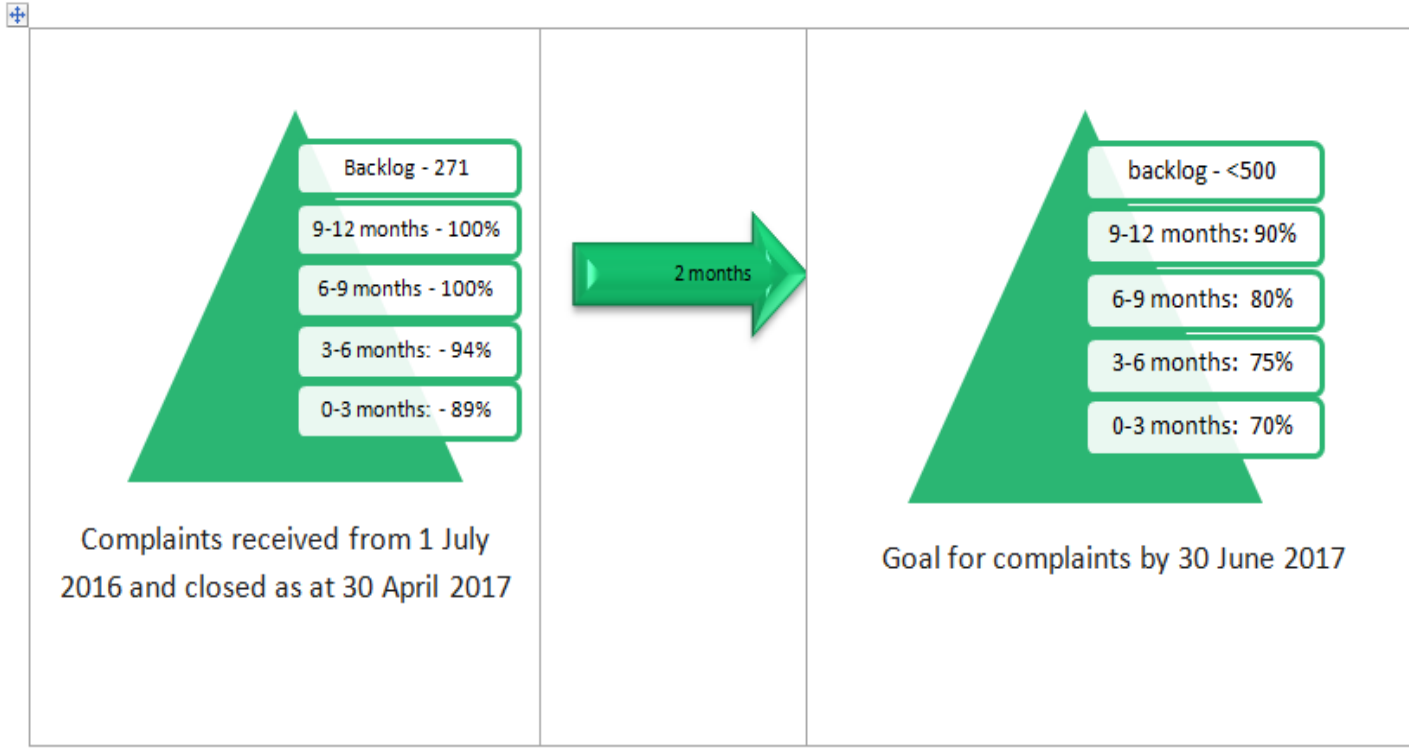 Backlog - 271
9-12 months - 100%
6-9 months - 100%
3-6 months: - 94%
0-3 months: - 89%
Complaints received from 1 July
2016 and closed as at 30 April 2017
2 months
backlog - <500
9-12 months: 90%
6-9 months:  80%
3-6 months:  75%
0-3 months:  70%
Goal for complaints by 30 June 2017